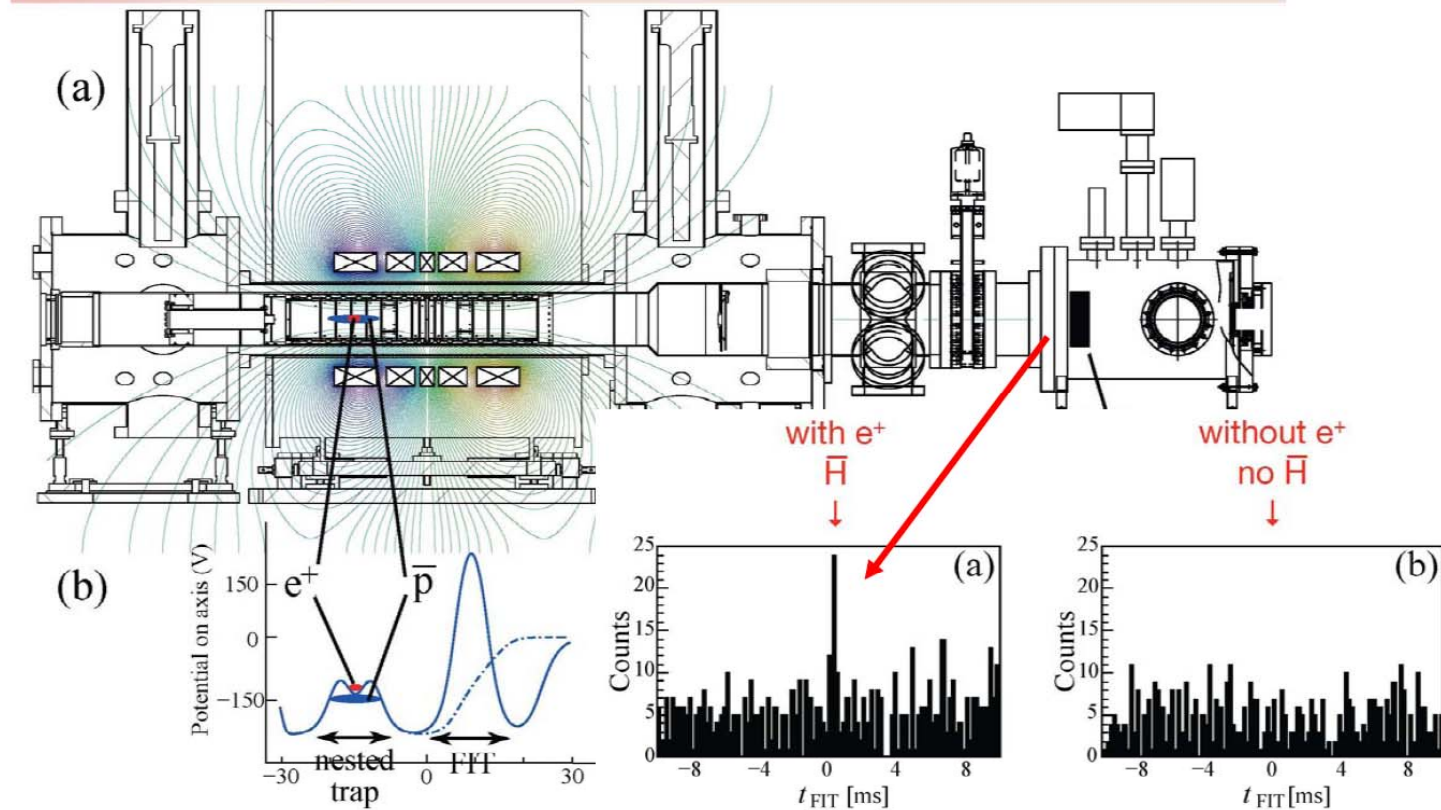 (a)
with e⁺
H̅
↓
without e⁺
no H̅
↓
(b)
Potential on axis (V)
150
0
−150
e⁺
p̅
nested
trap
FIT
−30
0
30
(a)
Counts
25
20
15
10
5
0
−8
−4
0
4
8
t FIT [ms]
(b)
Counts
25
20
15
10
5
0
−8
−4
0
4
8
t FIT [ms]